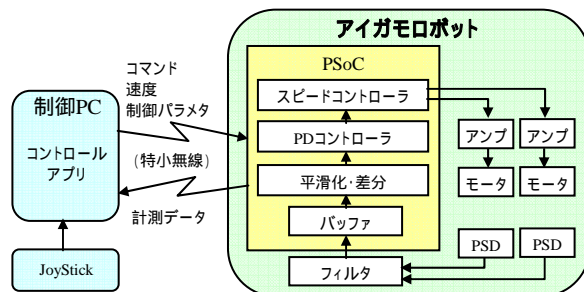 アイガモロボット
PSoC
コマンド
速度
制御パラメタ
制御PC
コントロール
アプリ
(特小無線)
計測データ
JoyStick
スピードコントローラ
PDコントローラ
平滑化・差分
バッファ
フィルタ
アンプ
アンプ
モータ
モータ
PSD
PSD